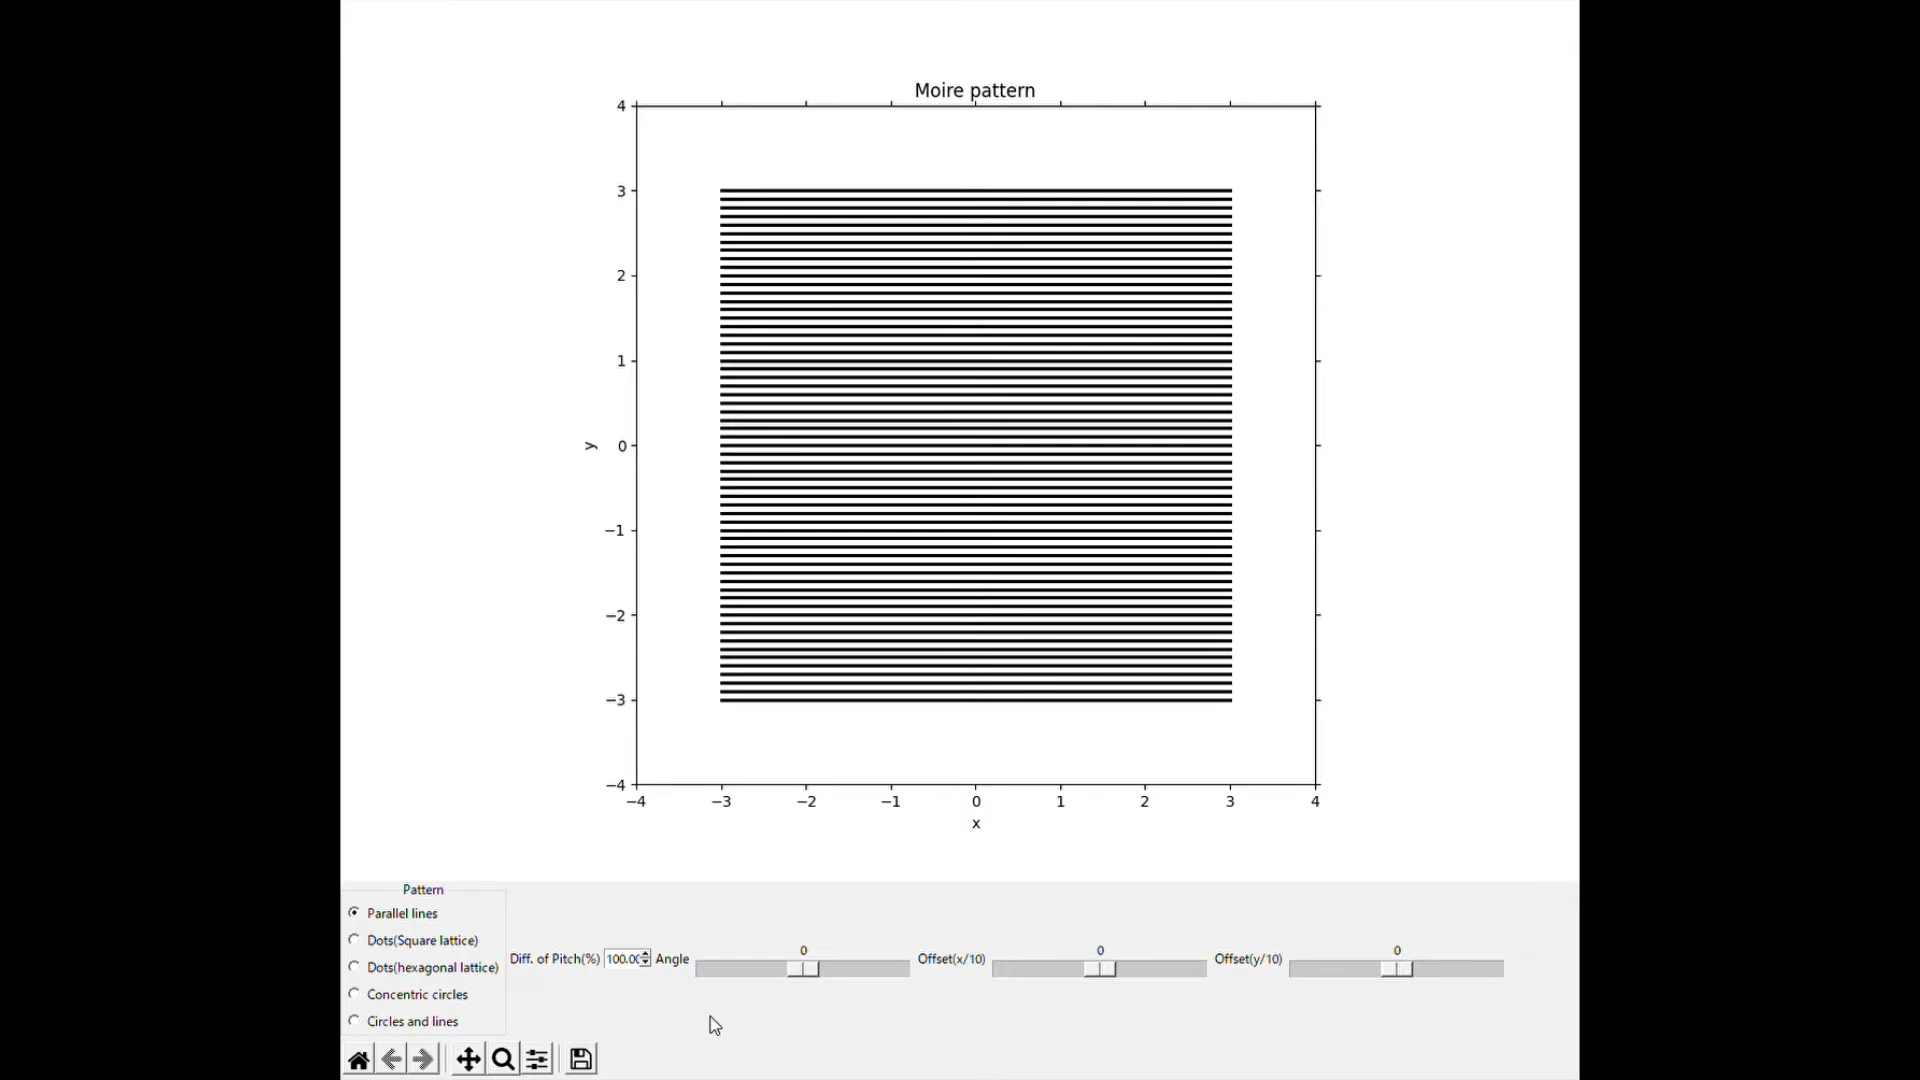 Moire pattern
4
3
2
1
0
−1
−2
−3
−4
y
−4 −3 −2 −1 0 1 2 3 4
x
Pattern
Parallel lines
Dots(Square lattice)
Dots(hexagonal lattice)
Concentric circles
Circles and lines
Diff. of Pitch(%) 100.00 Angle 0 Offset(x/10) 0 Offset(y/10) 0